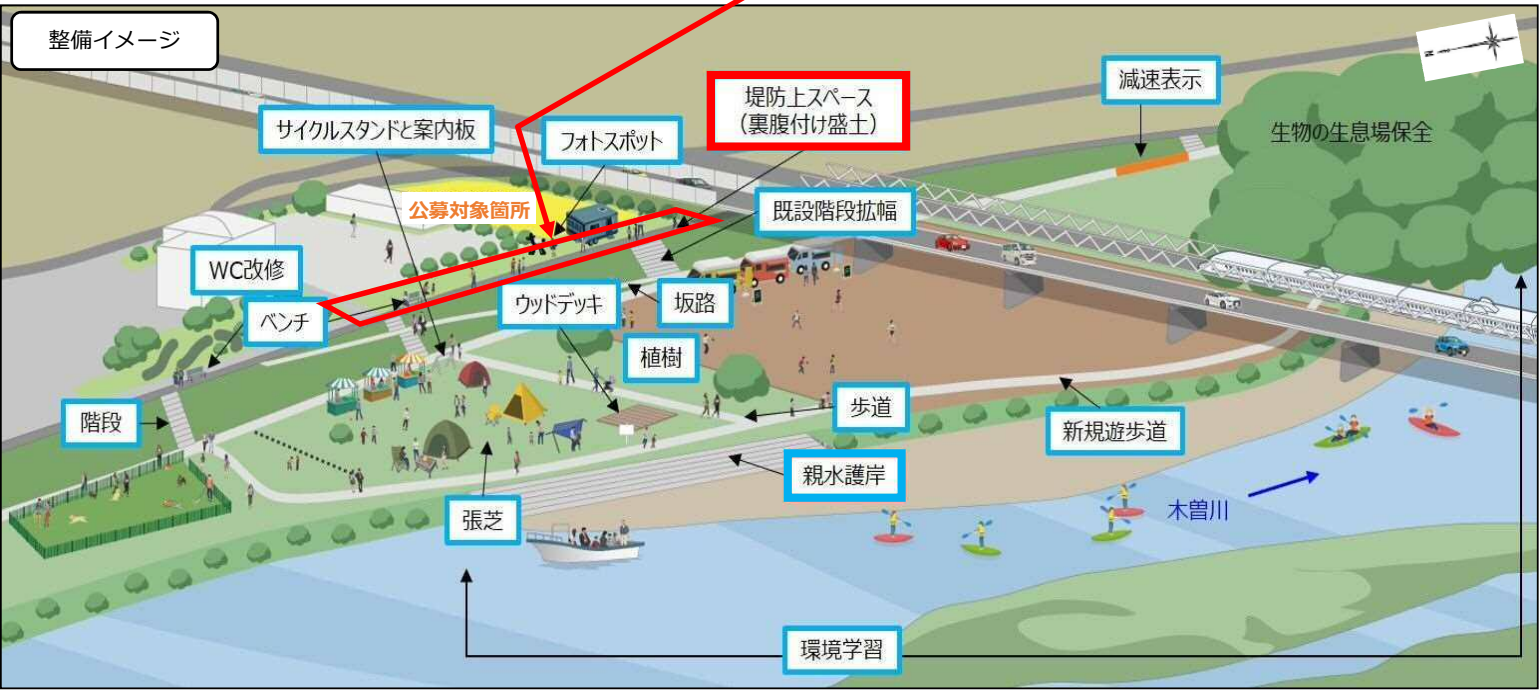 整備イメージ
減速表示
堤防上スペース
（裏腹付け盛土）
生物の生息場保全
サイクルスタンドと案内板
フォトスポット
公募対象箇所
既設階段拡幅
WC改修
ベンチ
ウッドデッキ
坂路
植樹
階段
歩道
新規遊歩道
親水護岸
張芝
木曽川
環境学習